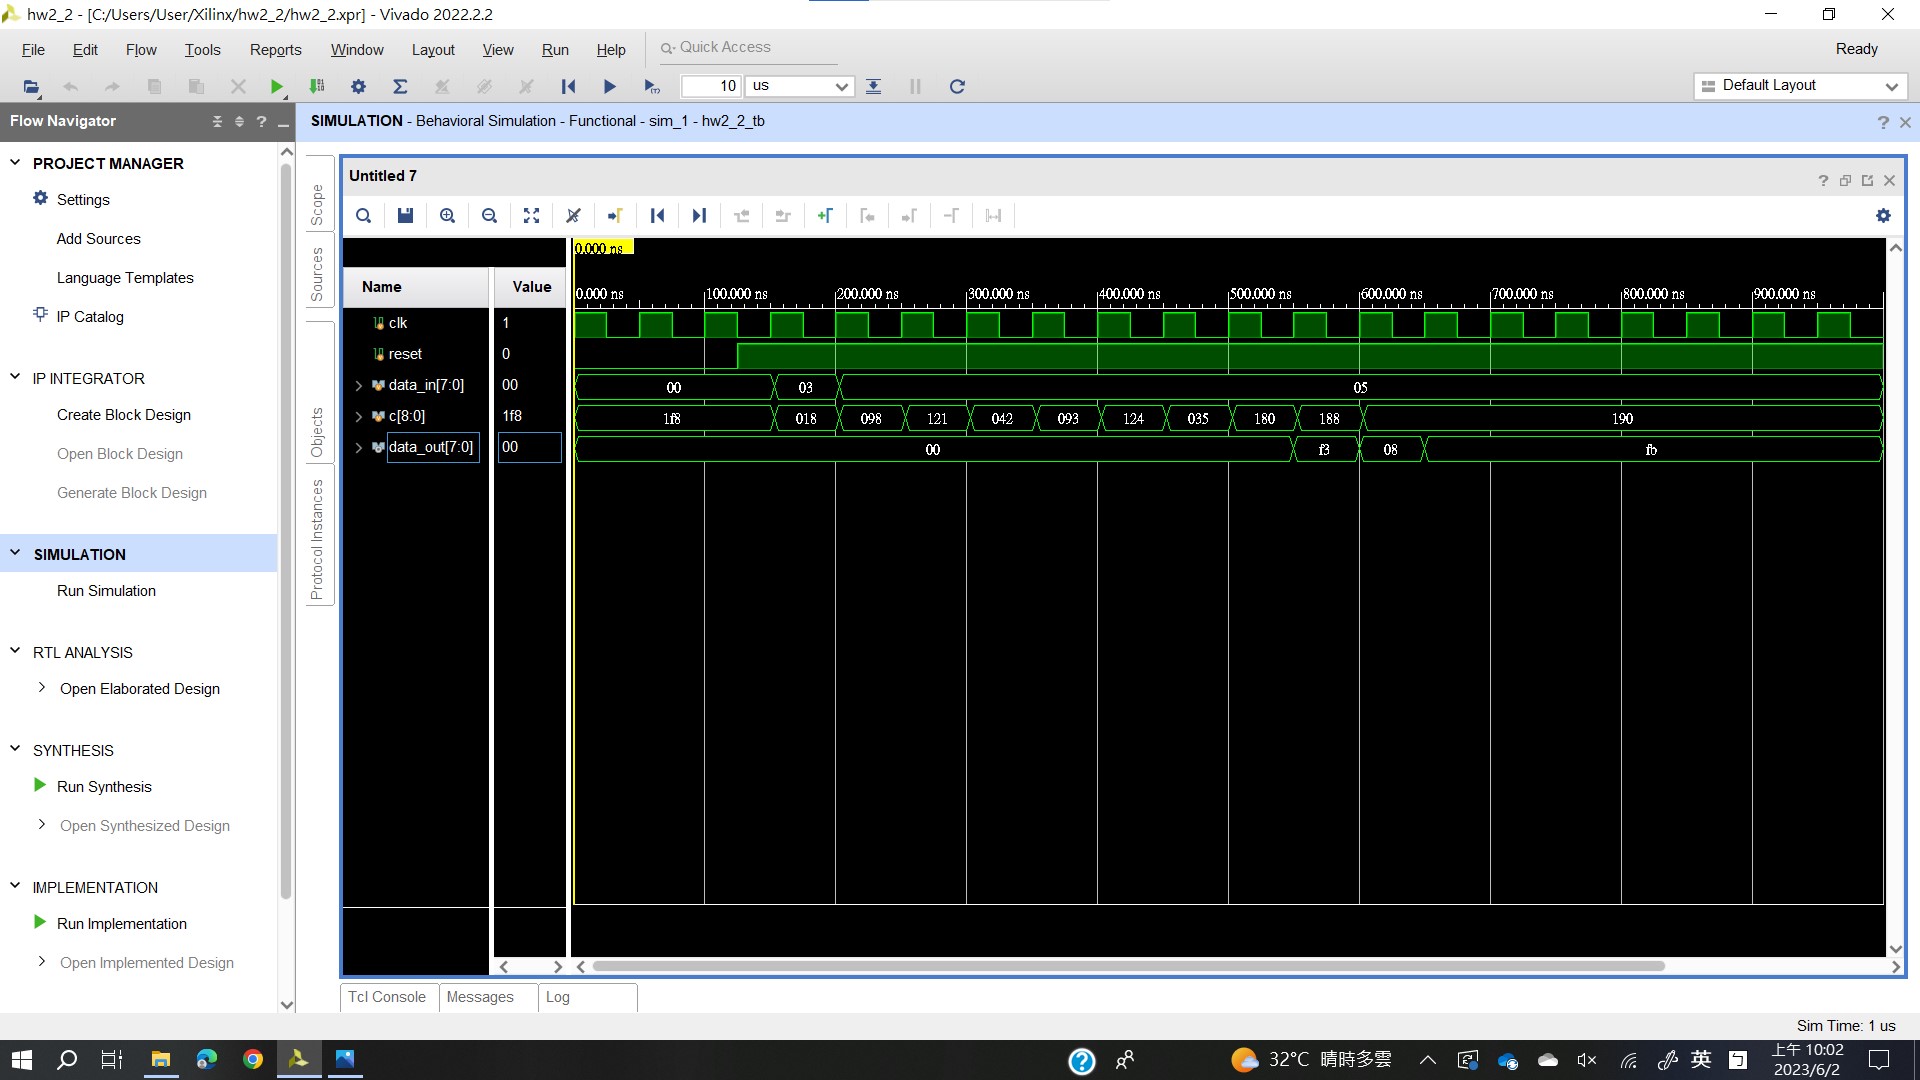 hw2_2 - [C:/Users/User/Xilinx/hw2_2/hw2_2.xpr] - Vivado 2022.2.2
File Edit Flow Tools Reports Window Layout View Run Help Quick Access Ready
10 us Default Layout
Flow Navigator
SIMULATION - Behavioral Simulation - Functional - sim_1 - hw2_2_tb
PROJECT MANAGER
Settings
Add Sources
Language Templates
IP Catalog
IP INTEGRATOR
Create Block Design
Open Block Design
Generate Block Design
SIMULATION
Run Simulation
RTL ANALYSIS
Open Elaborated Design
SYNTHESIS
Run Synthesis
Open Synthesized Design
IMPLEMENTATION
Run Implementation
Open Implemented Design
Scope
Sources
Objects
Protocol Instances
Untitled 7
0.000 ns
Name Value
0.000 ns 100.000 ns 200.000 ns 300.000 ns 400.000 ns 500.000 ns 600.000 ns 700.000 ns 800.000 ns 900.000 ns
clk 1
reset 0
data_in[7:0] 00 00 03 05
c[8:0] 1f8 1f8 018 098 121 042 093 124 035 180 188 190
data_out[7:0] 00 00 f3 08 fb
Tcl Console Messages Log
Sim Time: 1 us
32°C 晴時多雲 英 上午 10:02
2023/6/2